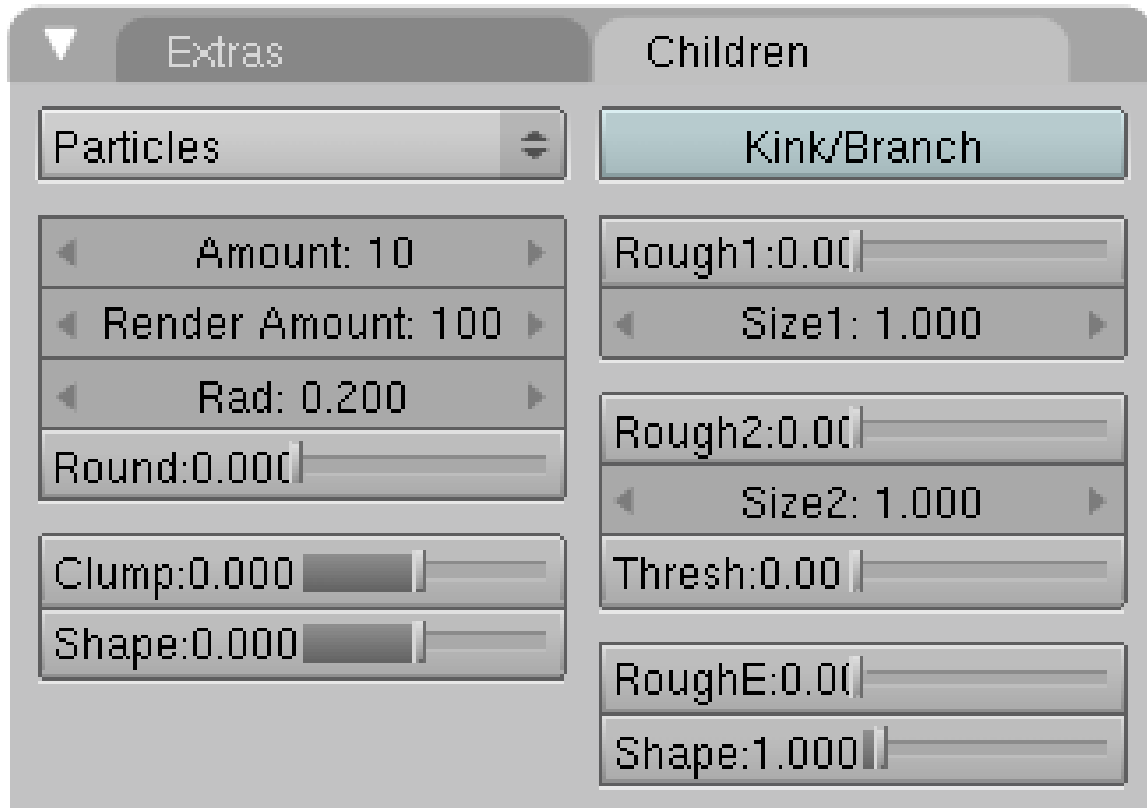 Extras
Children
Particles
Kink/Branch
Amount: 10
Render Amount: 100
Rad: 0.200
Round:0.000
Clump:0.000
Shape:0.000
Rough1:0.00
Size1: 1.000
Rough2:0.00
Size2: 1.000
Thresh:0.00
RoughE:0.00
Shape:1.000